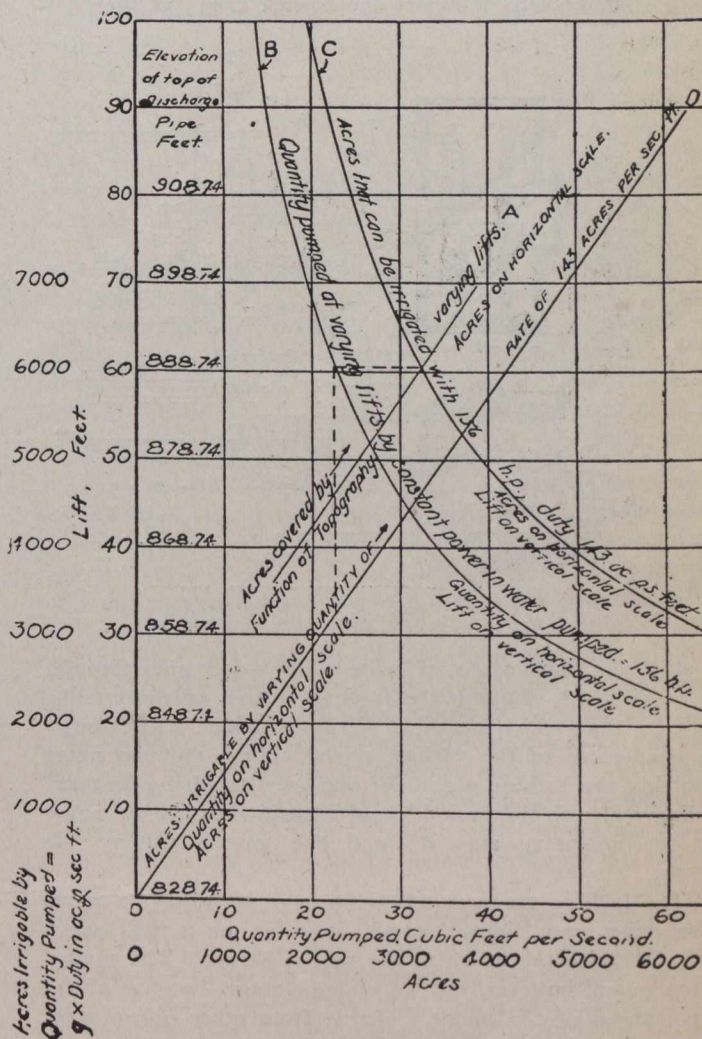 100
Elevation
of top of
Discharge
Pipe
Feet.
B
C
D
90
80
908.74
7000
70
898.74
6000
60
888.74
5000
50
878.74
4000
40
868.74
3000
30
858.74
2000
20
848.74
1000
10
828.74
Lift, Feet.
Quantity pumped at varying lifts by constant power in water pumped = 156 h.p.
Quantity on horizontal scale
Lift on vertical scale
Acres that can be irrigated with 156 h.p., duty 143 ac p.s. feet
Acres on horizontal scale
Lift on vertical scale
Acres covered by varying lifts.
Function of Topography
ACRES ON HORIZONTAL SCALE.
ACRES IRRIGABLE BY VARYING QUANTITY OF
RATE OF 143 ACRES PER SEC. ft.
Quantity on horizontal scale.
ACRES on vertical scale.
0 10 20 30 40 50 60
Quantity Pumped, Cubic Feet per Second.
0 1000 2000 3000 4000 5000 6000
Acres
Acres Irrigable by
Quantity Pumped =
q x Duty in ac. p sec ft